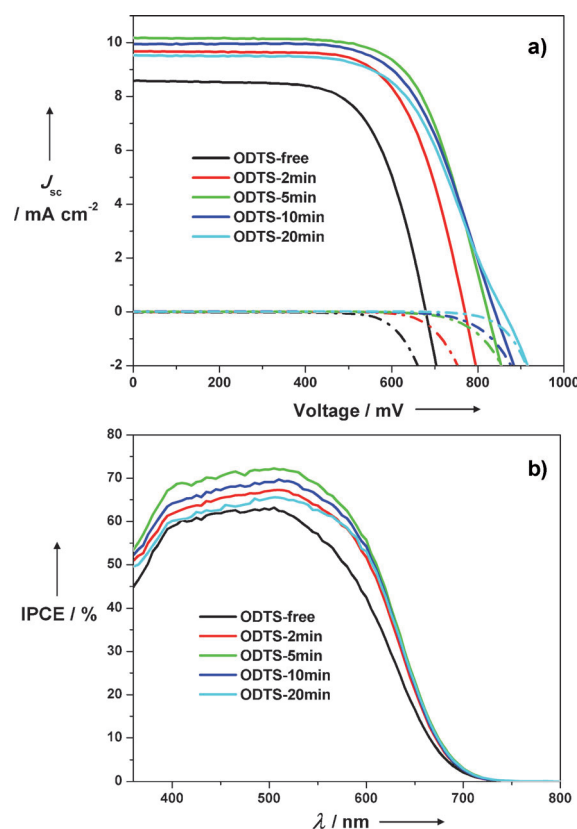 a)
10
8
6
4
2
0
-2
J_sc
/ mA cm⁻²
ODTS-free
ODTS-2min
ODTS-5min
ODTS-10min
ODTS-20min
0 200 400 600 800 1000
Voltage / mV
b)
80
70
60
50
40
30
20
10
0
IPCE / %
ODTS-free
ODTS-2min
ODTS-5min
ODTS-10min
ODTS-20min
400 500 600 700 800
λ / nm